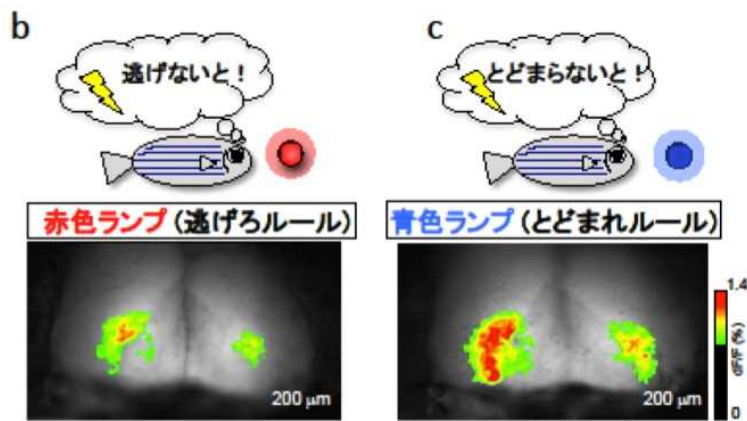 b
逃げないと！
赤色ランプ(逃げろルール)
200 μm
c
とどまらないと！
青色ランプ(とどまれルール)
200 μm
1.4
dF/F (%)
0